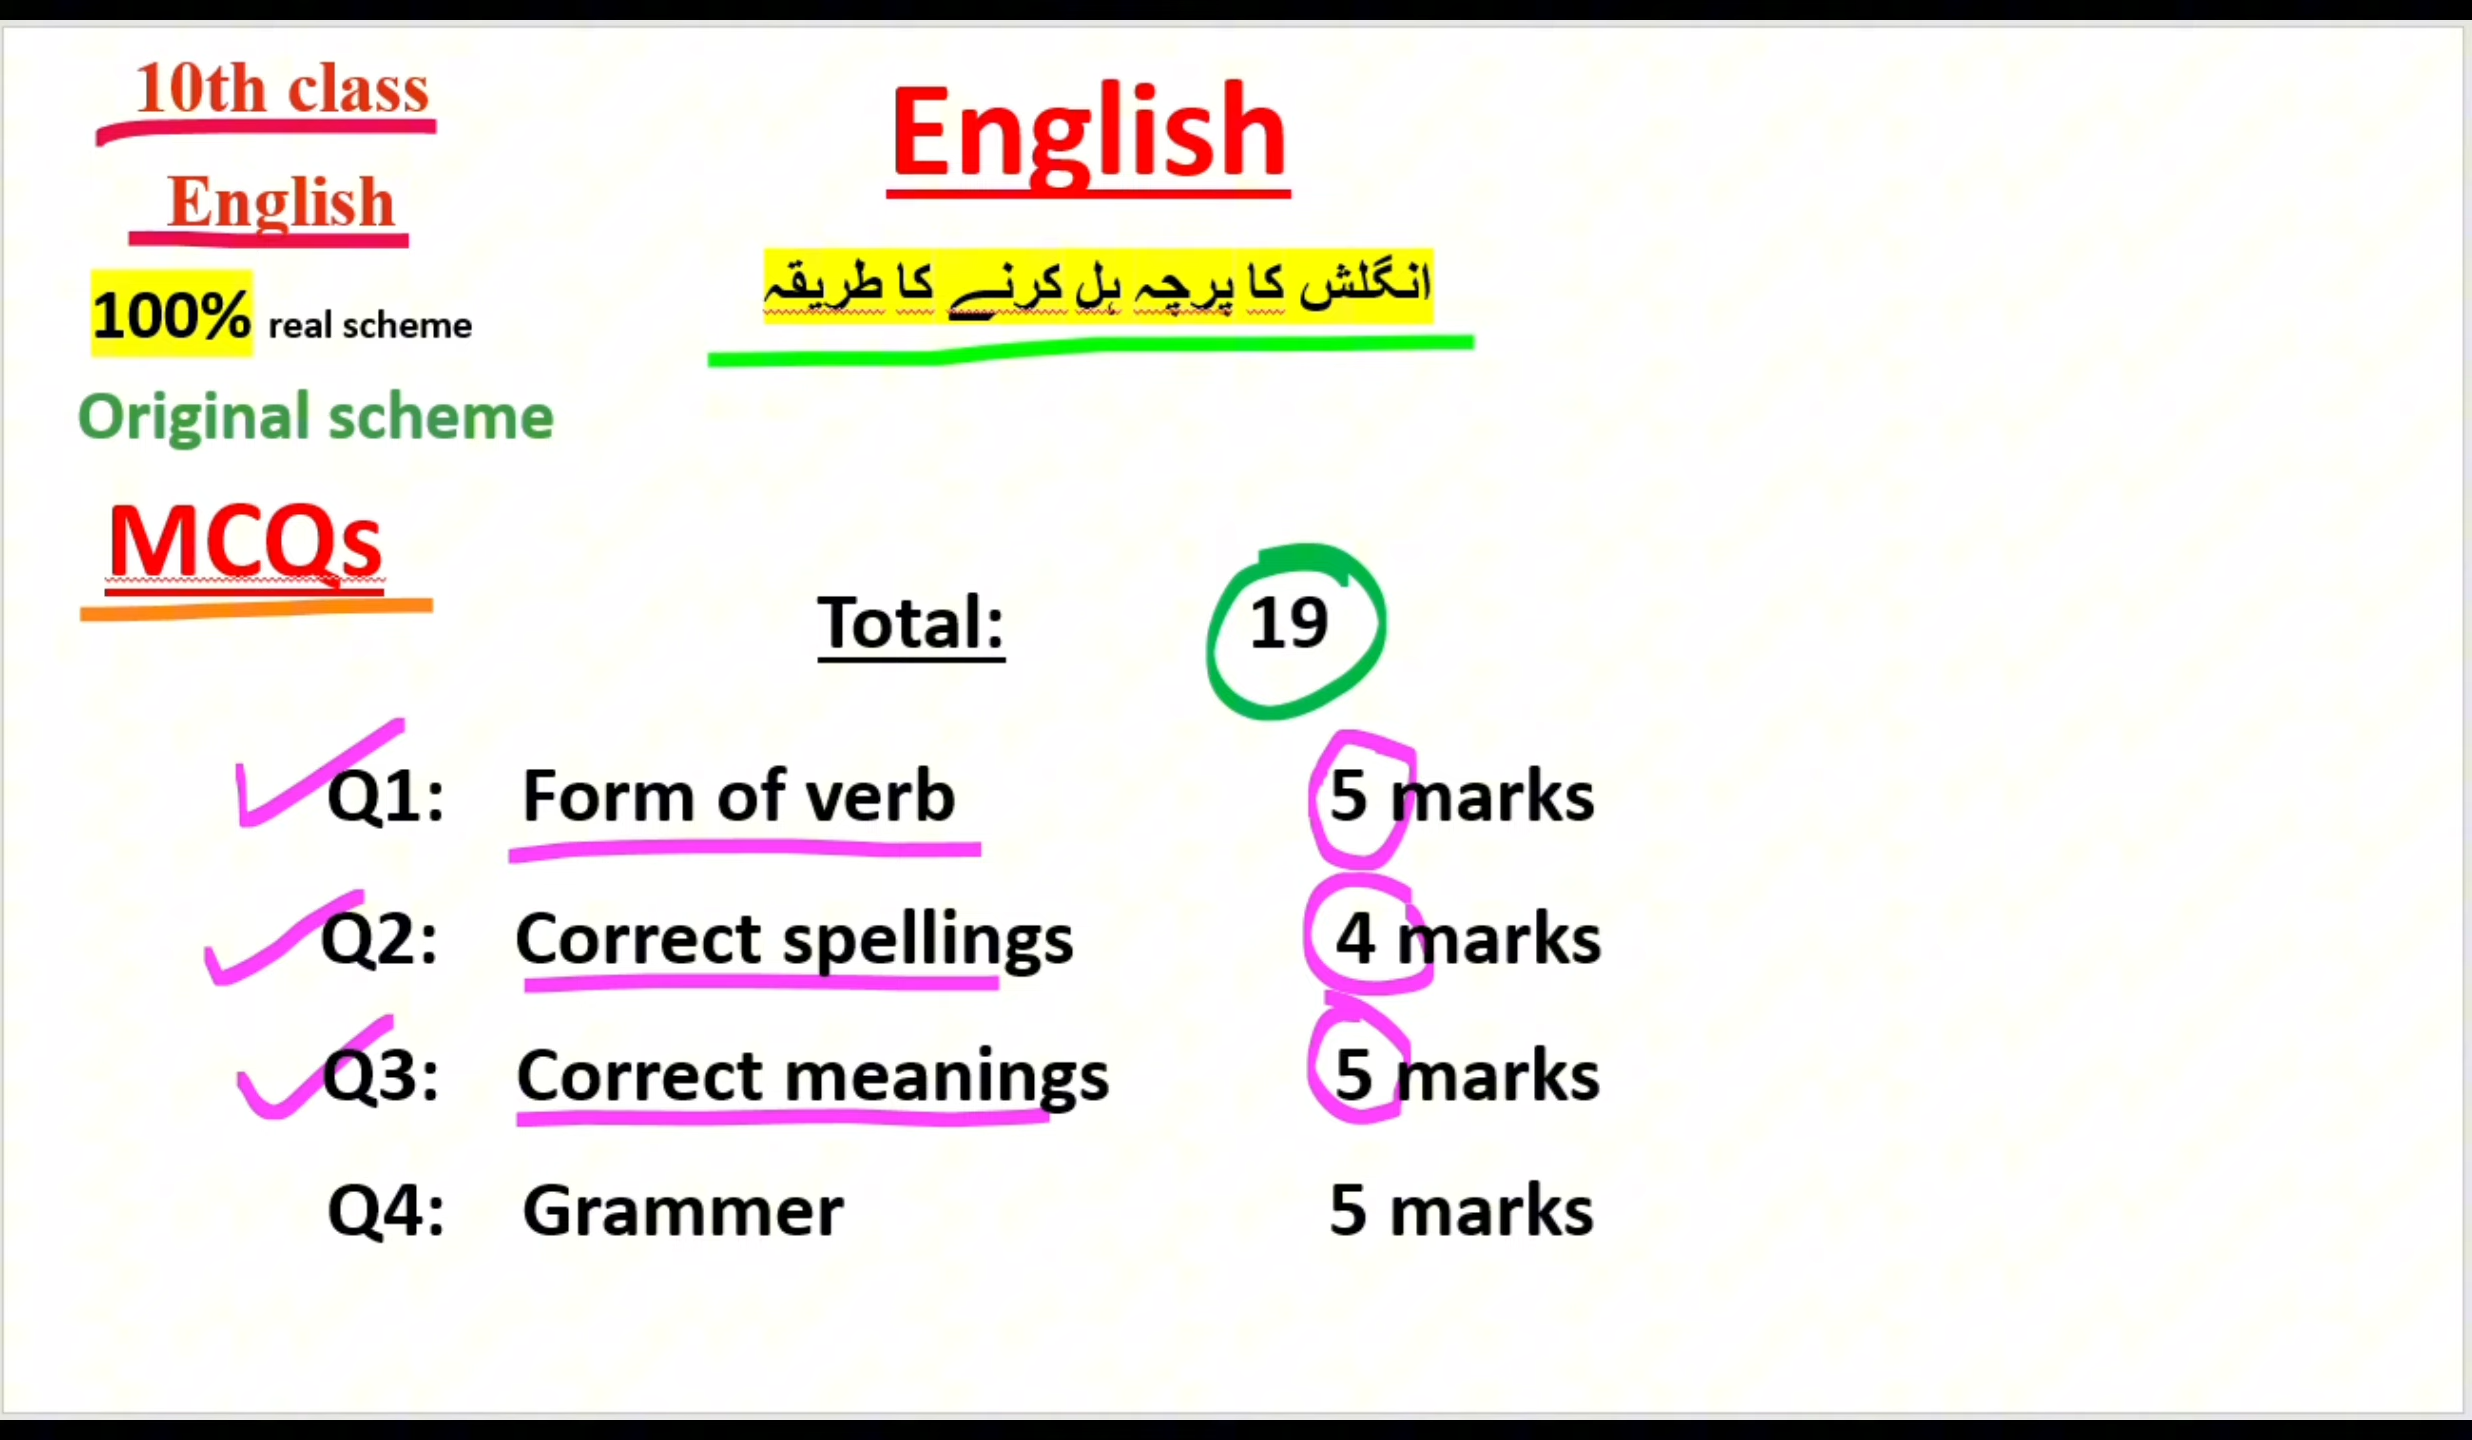 10th class
English
100% real scheme
Original scheme
English
انگلش کا پرچہ ہل کرنے کا طریقہ
MCQs
Total: 19
Q1: Form of verb 5 marks
Q2: Correct spellings 4 marks
Q3: Correct meanings 5 marks
Q4: Grammer 5 marks